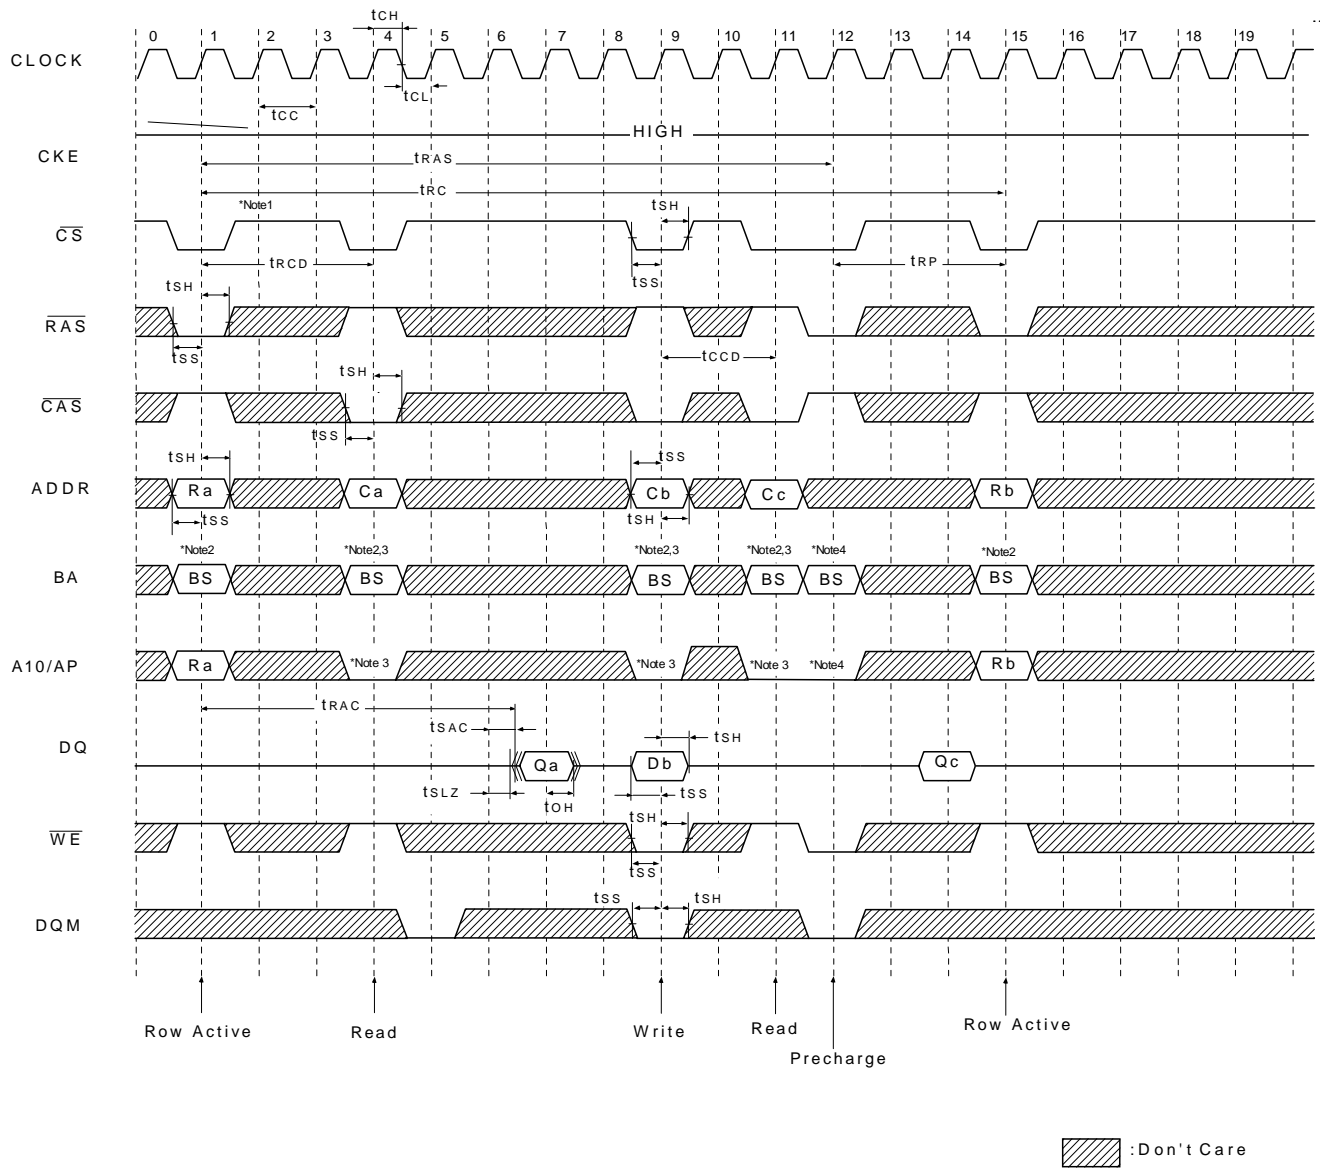 ..
tCH
0 1 2 3 4 5 6 7 8 9 10 11 12 13 14 15 16 17 18 19
CLOCK
tCL
tCC
HIGH
CKE
tRAS
tRC
*Note1
tSH
CS
tRCD
tRP
tSS
tSH
RAS
tSS
tCCD
tSH
CAS
tSS
tSH
tSS
ADDR
Ra Ca Cb Cc Rb
tSS
tSH
*Note2 *Note2,3 *Note2,3 *Note2,3 *Note4 *Note2
BA
BS BS BS BS BS BS
A10/AP
Ra *Note 3 *Note 3 *Note 3 *Note4 Rb
tRAC
tSAC
tSH
DQ
Qa Db Qc
tSLZ
tOH
tSS
tSH
WE
tSS
tSS tSH
DQM
Row Active Read Write Read Row Active
Precharge
:Don't Care